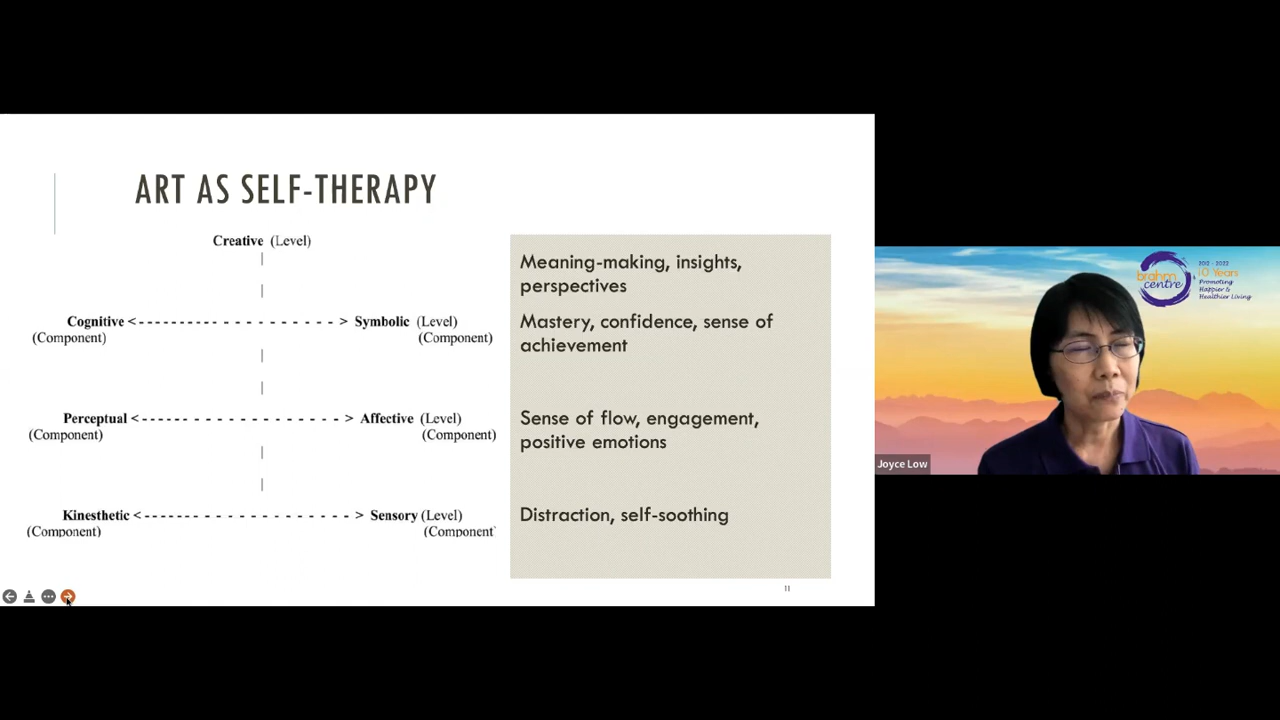 ART AS SELF-THERAPY
Creative (Level)
Cognitive <- - - - - - - - - - - - - - - - - - - > Symbolic (Level)
(Component) (Component)
Perceptual <- - - - - - - - - - - - - - - - - - - > Affective (Level)
(Component) (Component)
Kinesthetic <- - - - - - - - - - - - - - - - - - - > Sensory (Level)
(Component) (Component
Meaning-making, insights,
perspectives
Mastery, confidence, sense of
achievement
Sense of flow, engagement,
positive emotions
Distraction, self-soothing
11
brahm
centre
2012 - 2022
10 Years
Promoting
Happier &
Healthier Living
Joyce Low